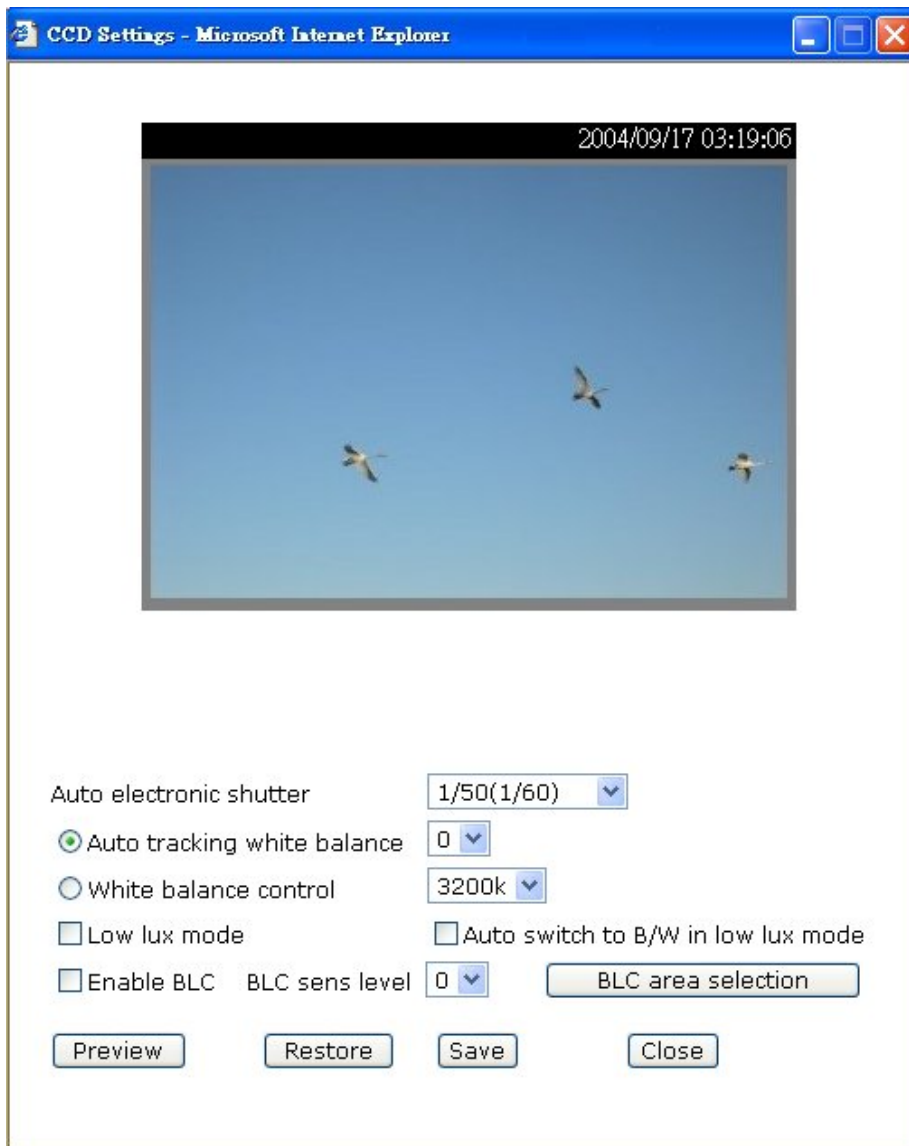 CCD Settings - Microsoft Internet Explorer
2004/09/17 03:19:06
Auto electronic shutter 1/50(1/60)
Auto tracking white balance 0
White balance control 3200k
Low lux mode Auto switch to B/W in low lux mode
Enable BLC BLC sens level 0 BLC area selection
Preview Restore Save Close